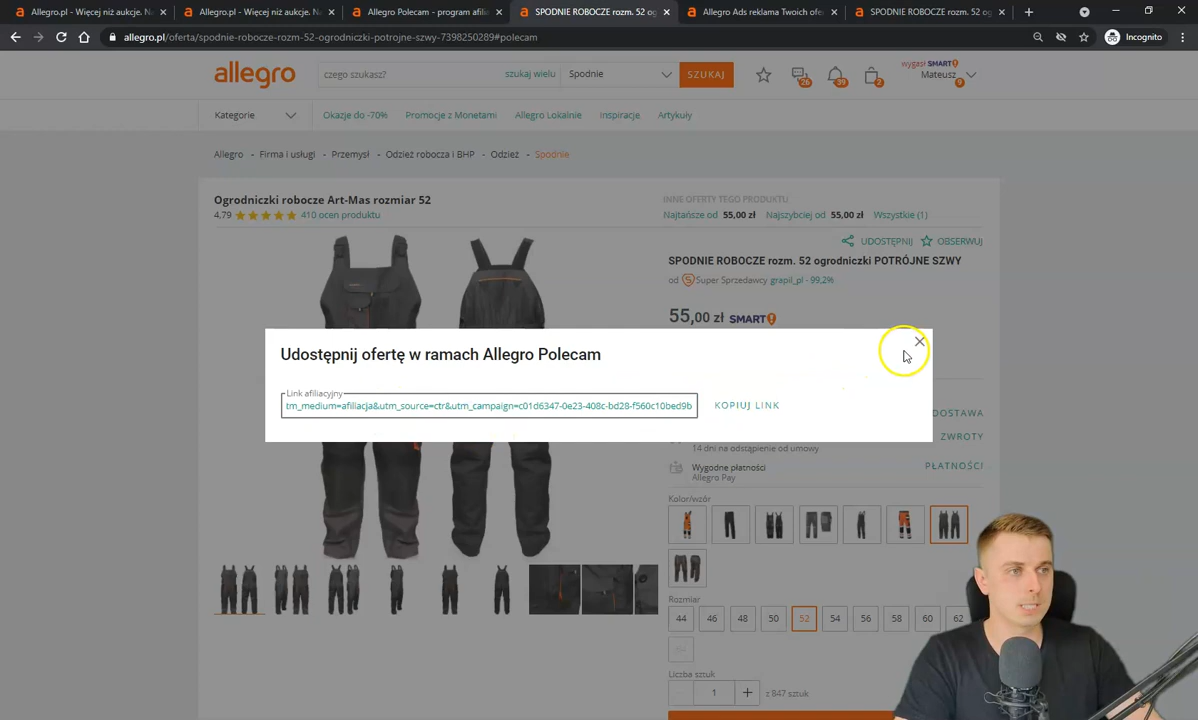 Allegro.pl - Więcej niż aukcje. N
Allegro.pl - Więcej niż aukcje. N
Allegro Polecam - program afilia
SPODNIE ROBOCZE rozm. 52 og
Allegro Ads reklama Twoich ofe
SPODNIE ROBOCZE rozm. 52 og
allegro.pl/oferta/spodnie-robocze-rozm-52-ogrodniczki-potrojne-szwy-7398250289#polecam
Incognito
allegro
czego szukasz?
szukaj wielu
Spodnie
SZUKAJ
26
39
2
wygasł SMART!
Mateusz
9
Kategorie
Okazje do -70%
Promocje z Monetami
Allegro Lokalnie
Inspiracje
Artykuły
Allegro - Firma i usługi - Przemysł - Odzież robocza i BHP - Odzież - Spodnie
Ogrodniczki robocze Art-Mas rozmiar 52
4,79 410 ocen produktu
INNE OFERTY TEGO PRODUKTU
Najtańsze od 55,00 zł Najszybciej od 55,00 zł Wszystkie (1)
UDOSTĘPNIJ
OBSERWUJ
SPODNIE ROBOCZE rozm. 52 ogrodniczki POTRÓJNE SZWY
od Super Sprzedawcy grapil_pl - 99,2%
55,00 zł SMART!
Udostępnij ofertę w ramach Allegro Polecam
Link afiliacyjny
tm_medium=afiliacja&utm_source=ctr&utm_campaign=c01d6347-0e23-408c-bd28-f560c10bed9b
KOPIUJ LINK
DOSTAWA
ZWROTY
14 dni na odstąpienie od umowy
Wygodne płatności
Allegro Pay
PŁATNOŚCI
Kolor/wzór
Rozmiar
44
46
48
50
52
54
56
58
60
62
Liczba sztuk
1
+
z 847 sztuk